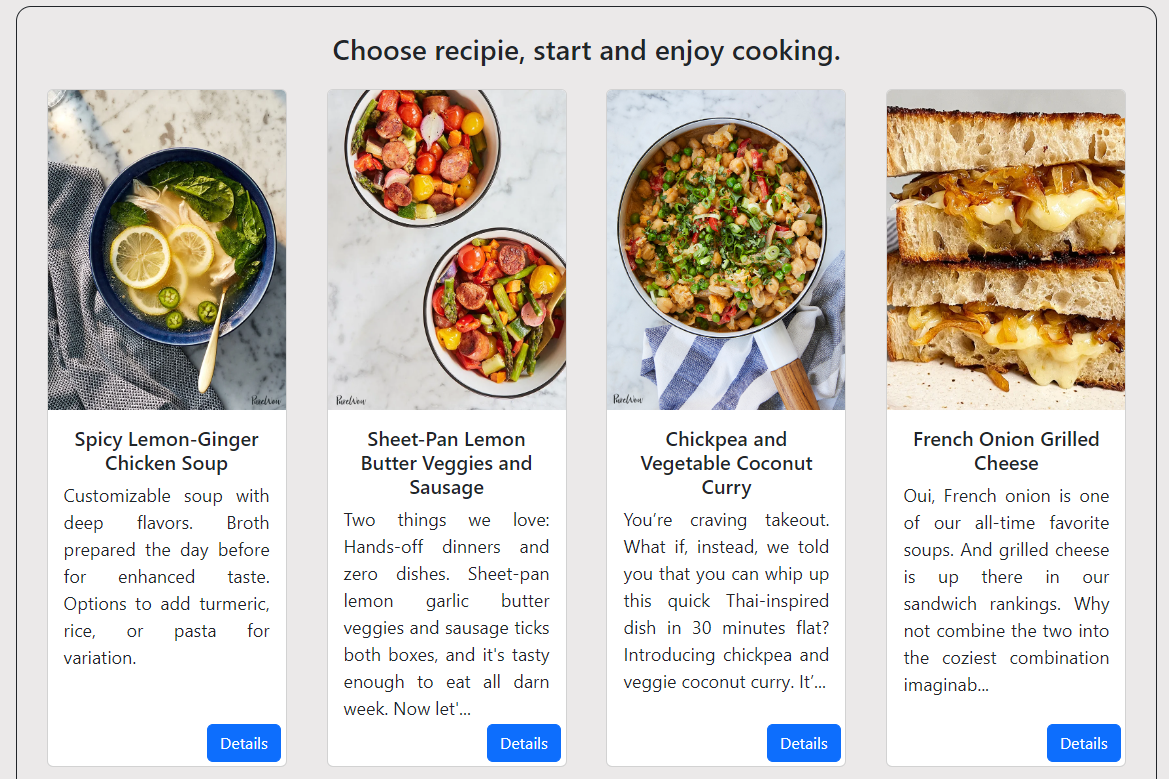 Choose recipie, start and enjoy cooking.
PureWow
PureWow
PureWow
Spicy Lemon-Ginger
Chicken Soup
Customizable soup with
deep flavors. Broth
prepared the day before
for enhanced taste.
Options to add turmeric,
rice, or pasta for
variation.
Details
Sheet-Pan Lemon
Butter Veggies and
Sausage
Two things we love:
Hands-off dinners and
zero dishes. Sheet-pan
lemon garlic butter
veggies and sausage ticks
both boxes, and it's tasty
enough to eat all darn
week. Now let'...
Details
Chickpea and
Vegetable Coconut
Curry
You’re craving takeout.
What if, instead, we told
you that you can whip up
this quick Thai-inspired
dish in 30 minutes flat?
Introducing chickpea and
veggie coconut curry. It’...
Details
French Onion Grilled
Cheese
Oui, French onion is one
of our all-time favorite
soups. And grilled cheese
is up there in our
sandwich rankings. Why
not combine the two into
the coziest combination
imaginab...
Details